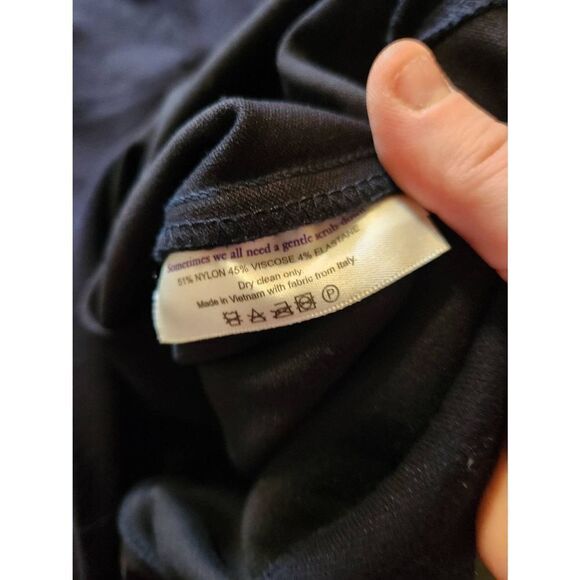 Sometimes we all need a gentle scrub down
51% NYLON 45% VISCOSE 4% ELASTANE
Dry clean only
Made in Vietnam with fabric from Italy.
P